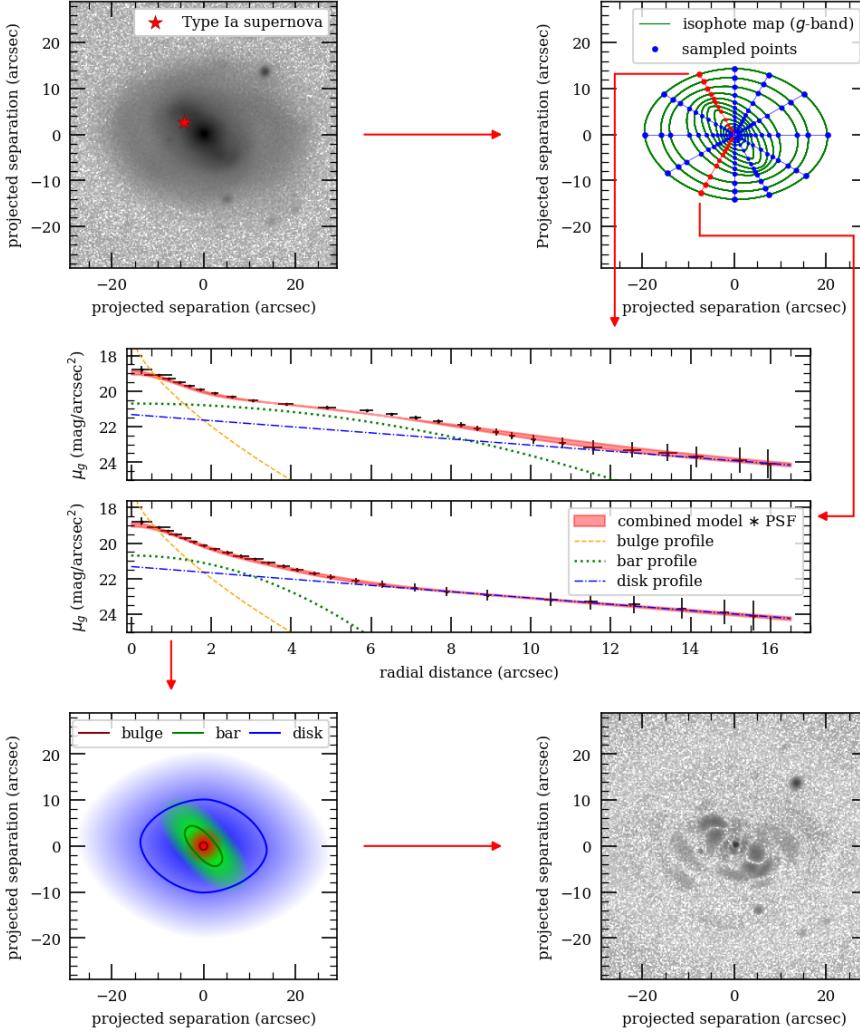 Type Ia supernova
projected separation (arcsec)
20
10
0
−10
−20
−20 0 20
projected separation (arcsec)
isophote map (g-band)
sampled points
Projected separation (arcsec)
20
10
0
−10
−20
−20 0 20
projected separation (arcsec)
μg (mag/arcsec²)
18
20
22
24
μg (mag/arcsec²)
18
20
22
24
combined model ∗ PSF
bulge profile
bar profile
disk profile
0 2 4 6 8 10 12 14 16
radial distance (arcsec)
bulge bar disk
projected separation (arcsec)
20
10
0
−10
−20
−20 0 20
projected separation (arcsec)
projected separation (arcsec)
20
10
0
−10
−20
−20 0 20
projected separation (arcsec)